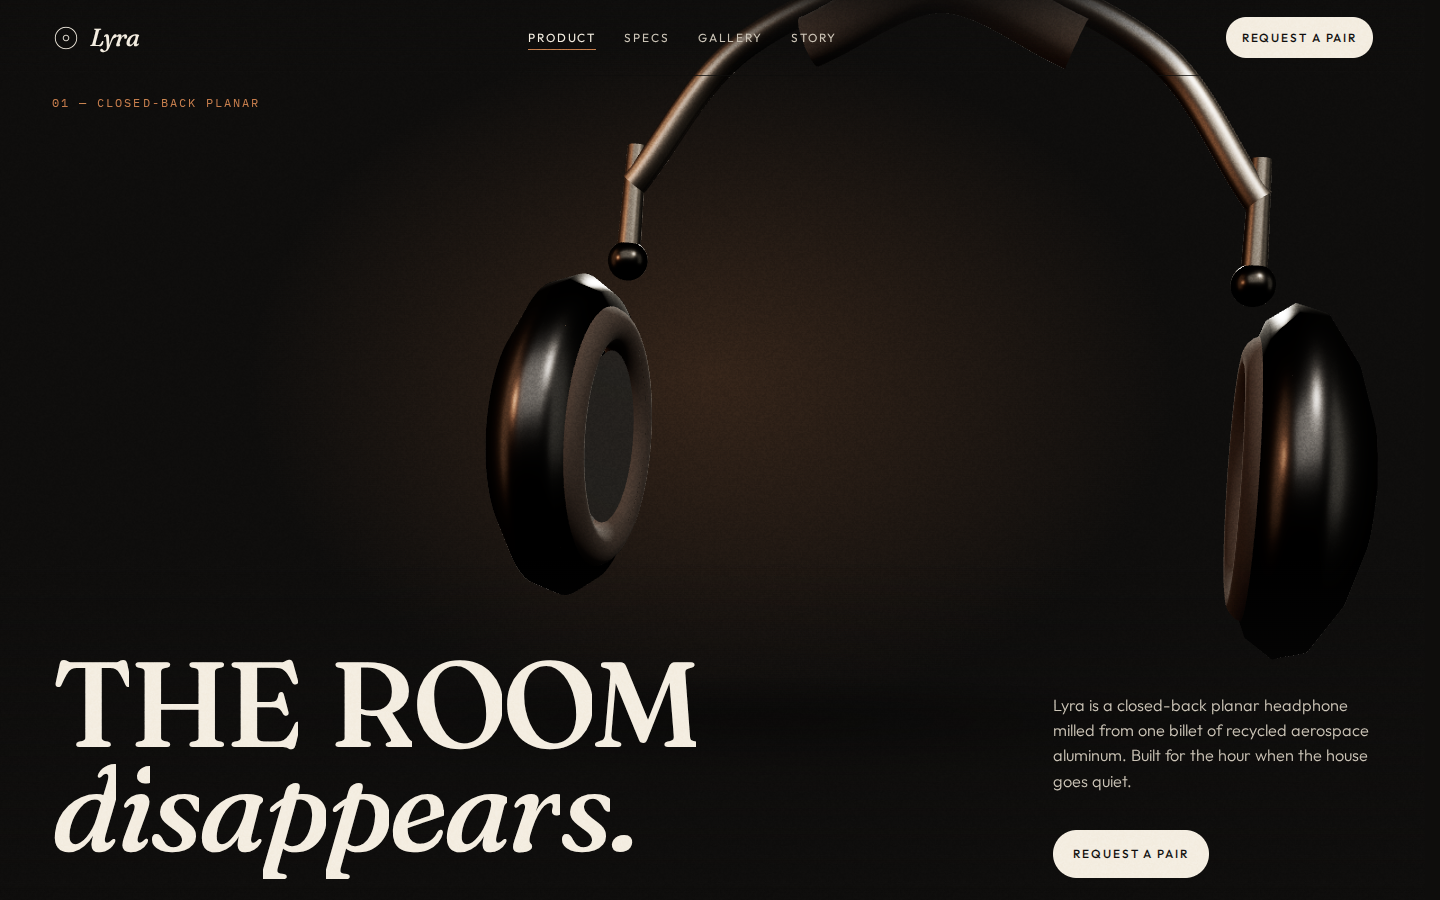 Lyra
PRODUCT SPECS GALLERY STORY
REQUEST A PAIR
01 — CLOSED-BACK PLANAR
THE ROOM
disappears.
Lyra is a closed-back planar headphone
milled from one billet of recycled aerospace
aluminum. Built for the hour when the house
goes quiet.
REQUEST A PAIR